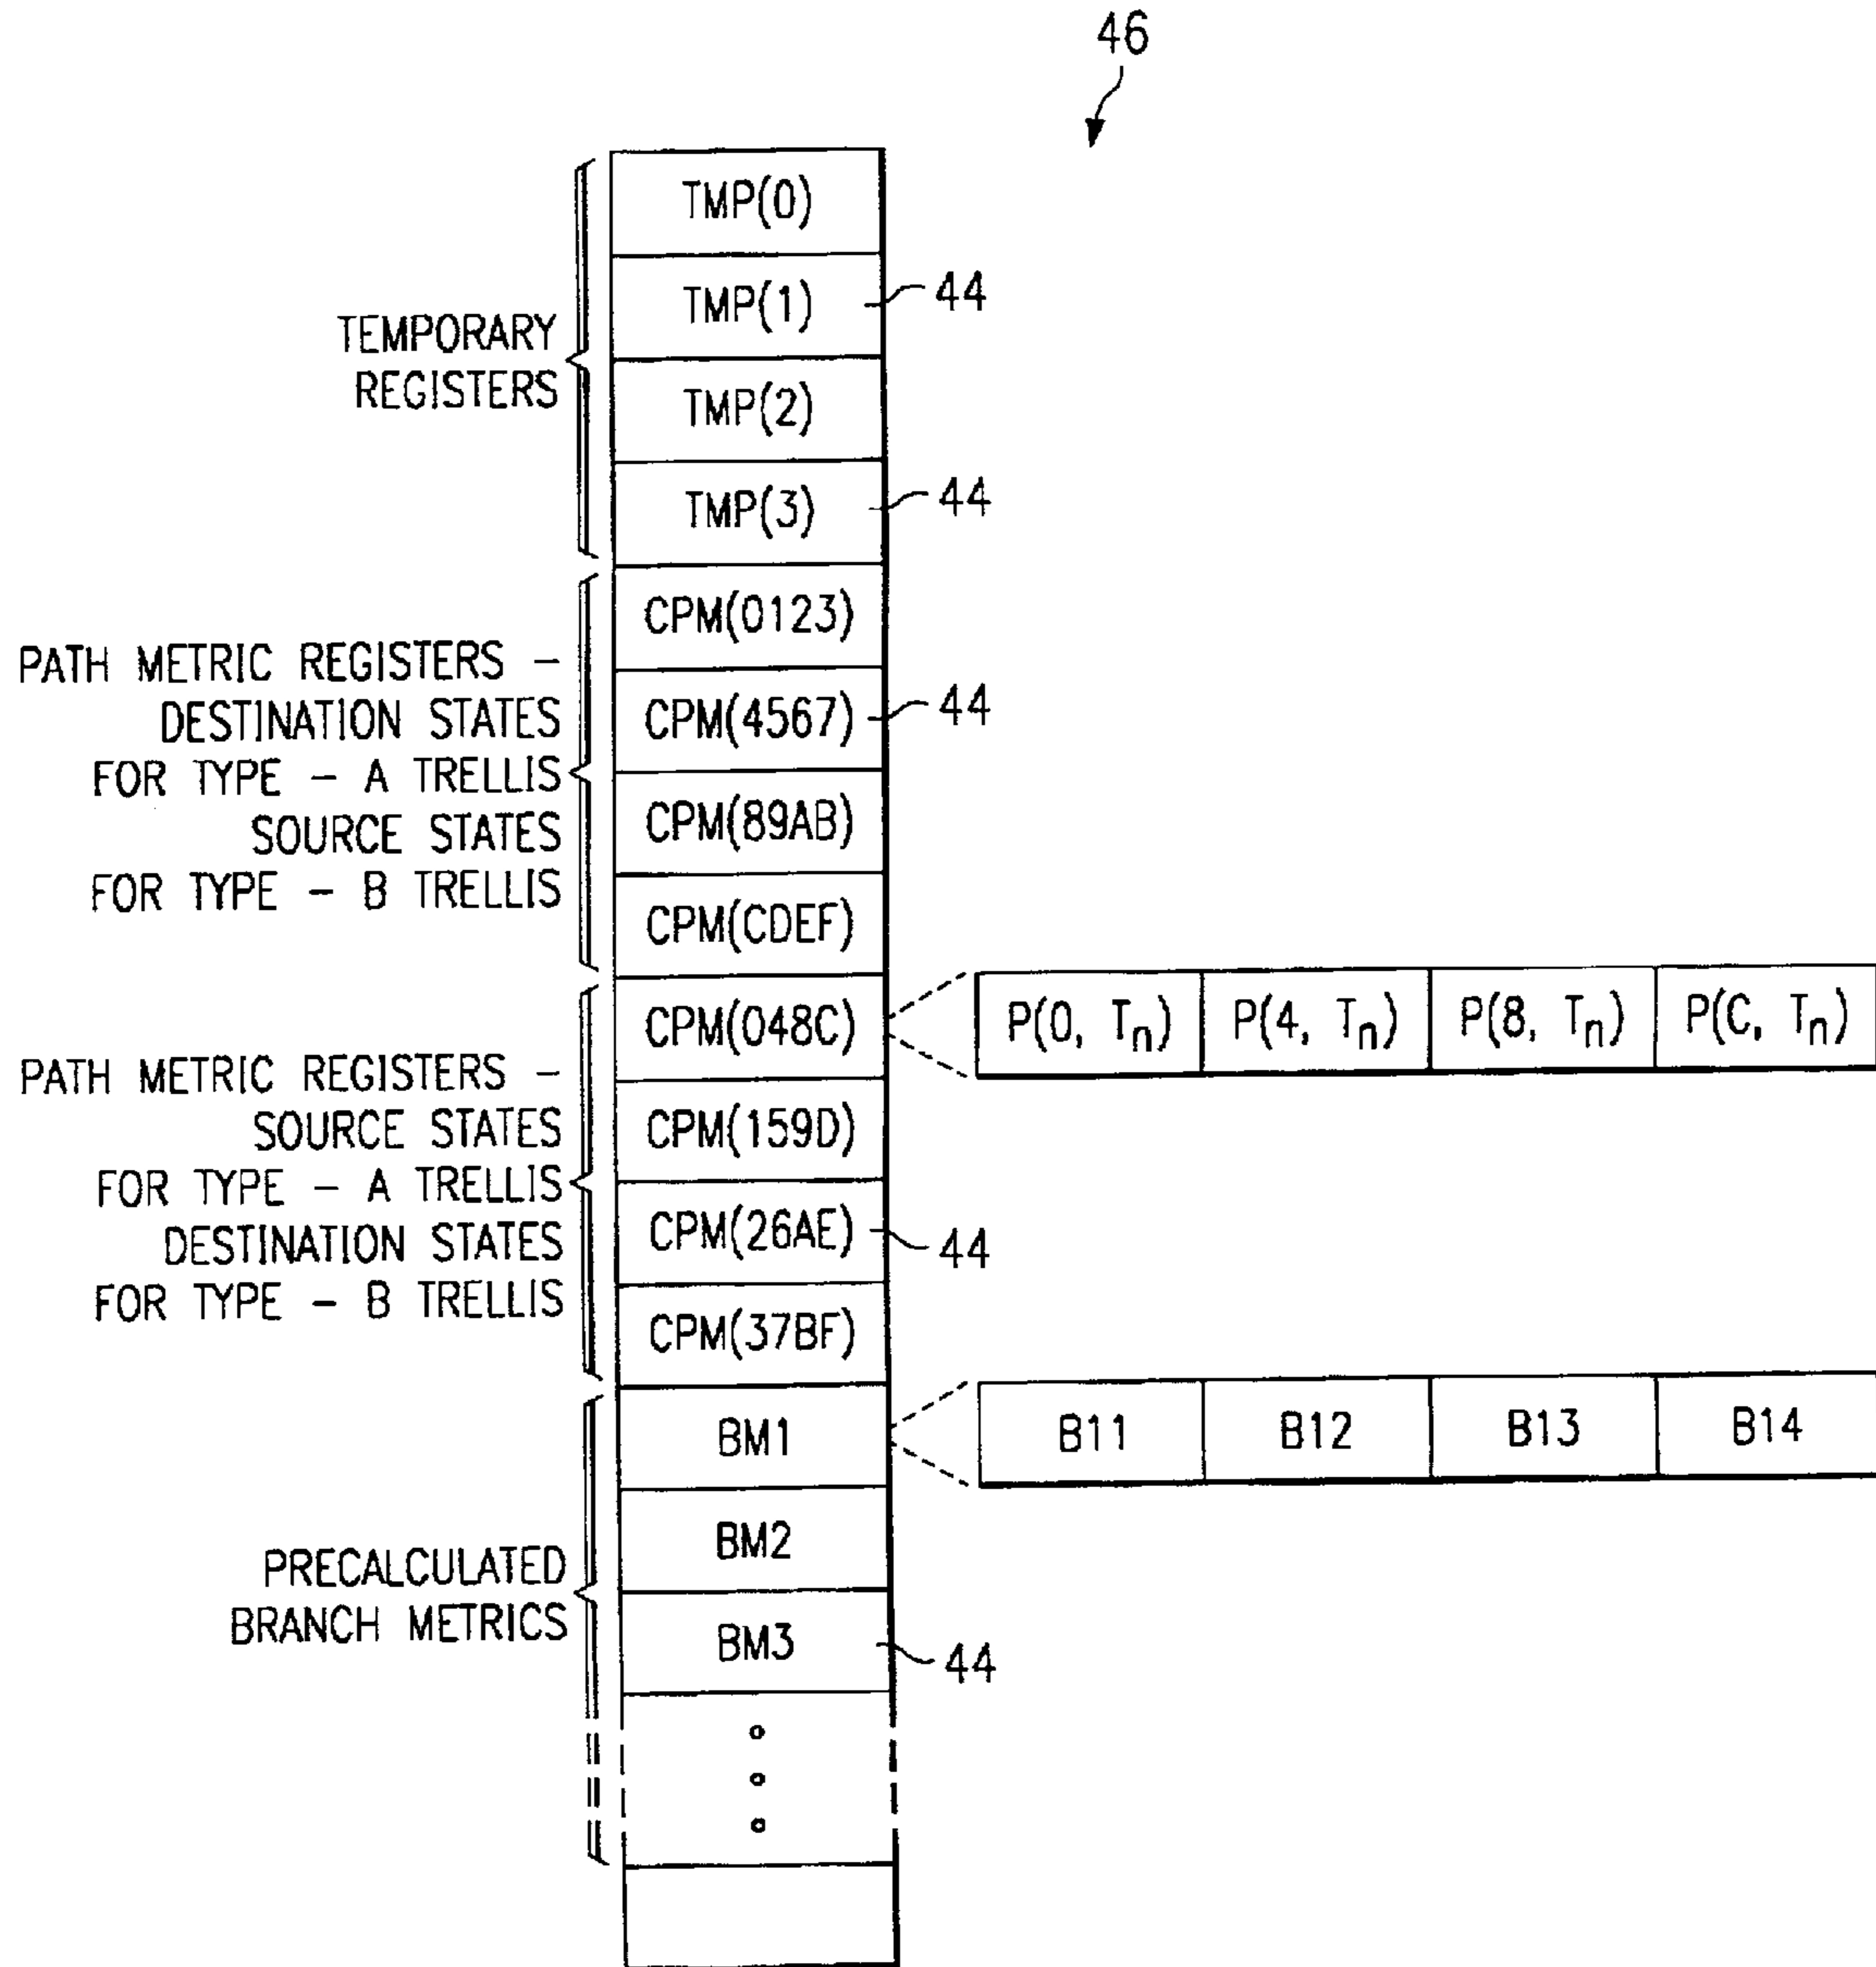 46
TMP(0)
TMP(1)
44
TEMPORARY
REGISTERS
TMP(2)
TMP(3)
44
CPM(0123)
PATH METRIC REGISTERS –
DESTINATION STATES
FOR TYPE – A TRELLIS
SOURCE STATES
FOR TYPE – B TRELLIS
CPM(4567)
44
CPM(89AB)
CPM(CDEF)
CPM(048C)
P(0, Tn)
P(4, Tn)
P(8, Tn)
P(C, Tn)
PATH METRIC REGISTERS –
SOURCE STATES
FOR TYPE – A TRELLIS
DESTINATION STATES
FOR TYPE – B TRELLIS
CPM(159D)
CPM(26AE)
44
CPM(37BF)
BM1
B11
B12
B13
B14
BM2
PRECALCULATED
BRANCH METRICS
BM3
44